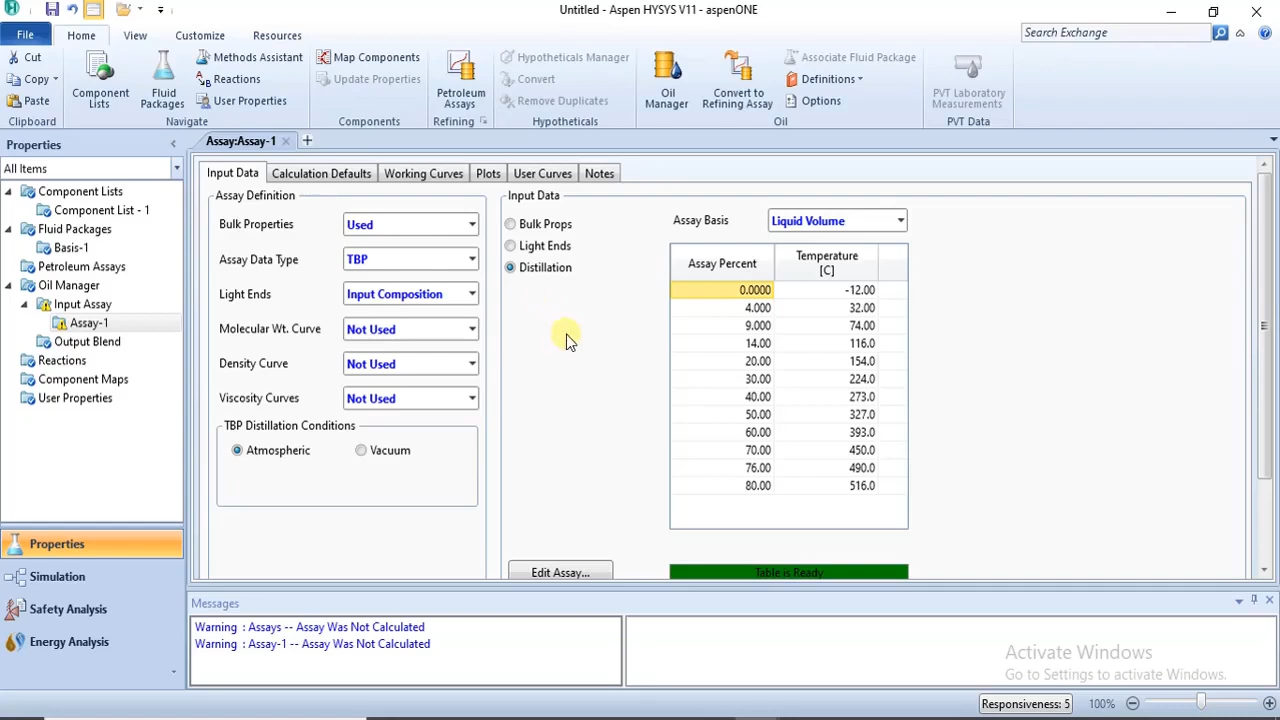 Untitled - Aspen HYSYS V11 - aspenONE
File
Home
View
Customize
Resources
Search Exchange
Cut
Copy
Paste
Clipboard
Component Lists
Fluid Packages
Methods Assistant
Reactions
User Properties
Navigate
Map Components
Update Properties
Components
Petroleum Assays
Refining
Hypotheticals Manager
Convert
Remove Duplicates
Hypotheticals
Oil Manager
Convert to Refining Assay
Associate Fluid Package
Definitions
Options
Oil
PVT Laboratory Measurements
PVT Data
Properties
All Items
Component Lists
Component List - 1
Fluid Packages
Basis-1
Petroleum Assays
Oil Manager
Input Assay
Assay-1
Output Blend
Reactions
Component Maps
User Properties
Properties
Simulation
Safety Analysis
Energy Analysis
Assay:Assay-1
Input Data
Calculation Defaults
Working Curves
Plots
User Curves
Notes
Assay Definition
Bulk Properties Used
Assay Data Type TBP
Light Ends Input Composition
Molecular Wt. Curve Not Used
Density Curve Not Used
Viscosity Curves Not Used
TBP Distillation Conditions
Atmospheric Vacuum
Input Data
Bulk Props
Light Ends
Distillation
Edit Assay...
Assay Basis Liquid Volume
Assay Percent Temperature [C]
0.0000 -12.00
4.000 32.00
9.000 74.00
14.00 116.0
20.00 154.0
30.00 224.0
40.00 273.0
50.00 327.0
60.00 393.0
70.00 450.0
76.00 490.0
80.00 516.0
Table is Ready
Messages
Warning : Assays -- Assay Was Not Calculated
Warning : Assay-1 -- Assay Was Not Calculated
Activate Windows
Go to Settings to activate Windows.
Responsiveness: 5
100%